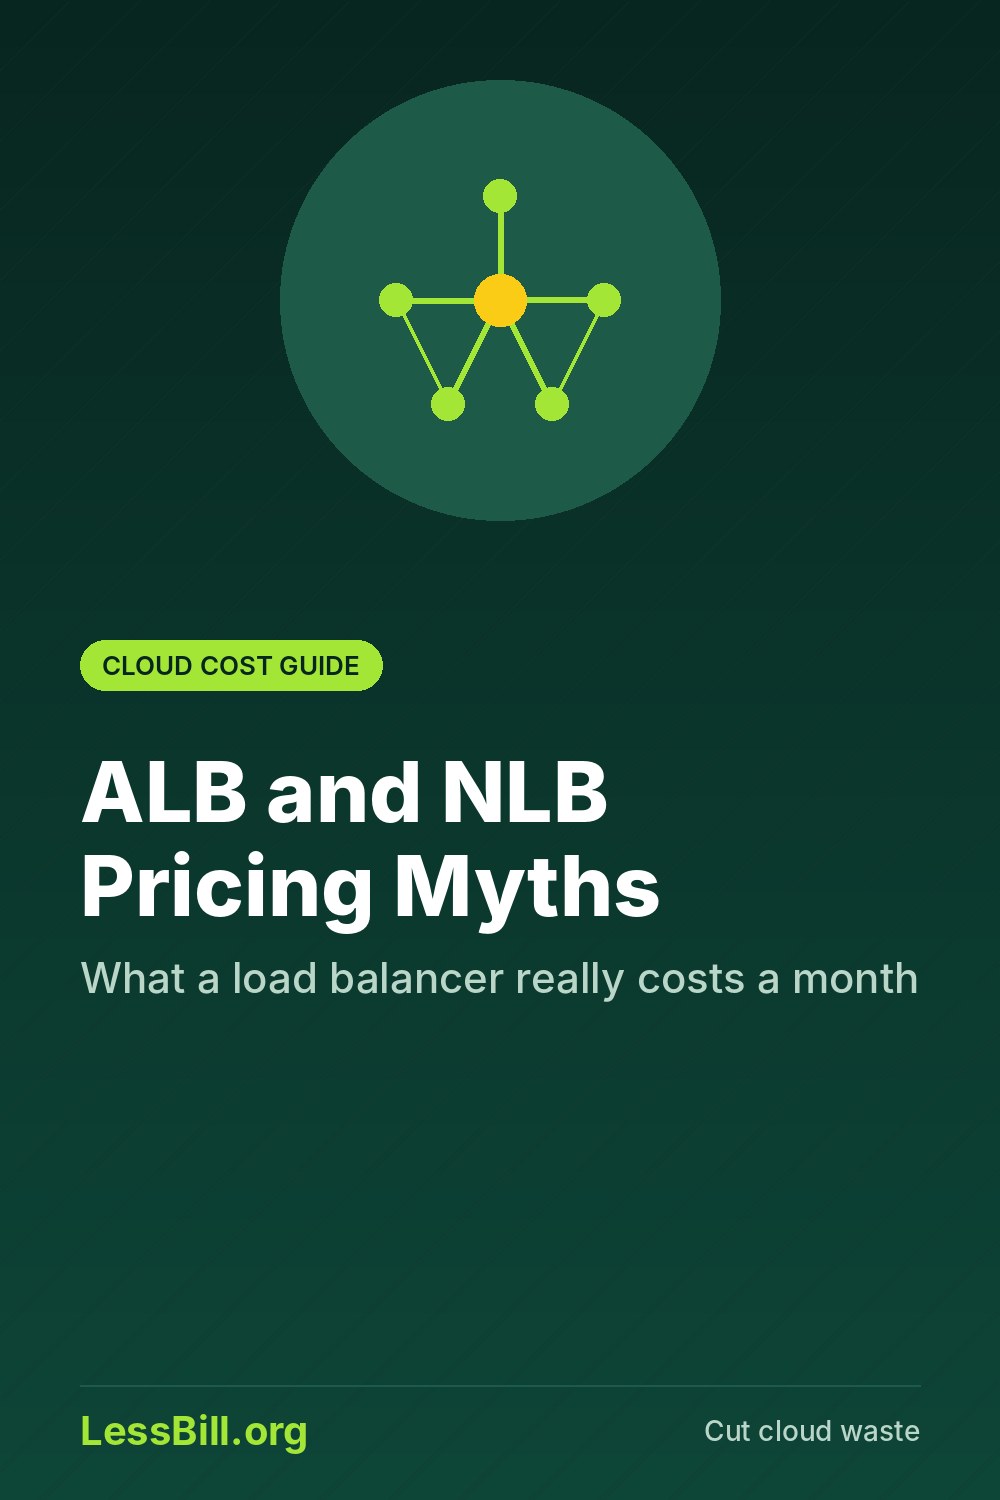 CLOUD COST GUIDE
ALB and NLB
Pricing Myths
What a load balancer really costs a month
LessBill.org
Cut cloud waste